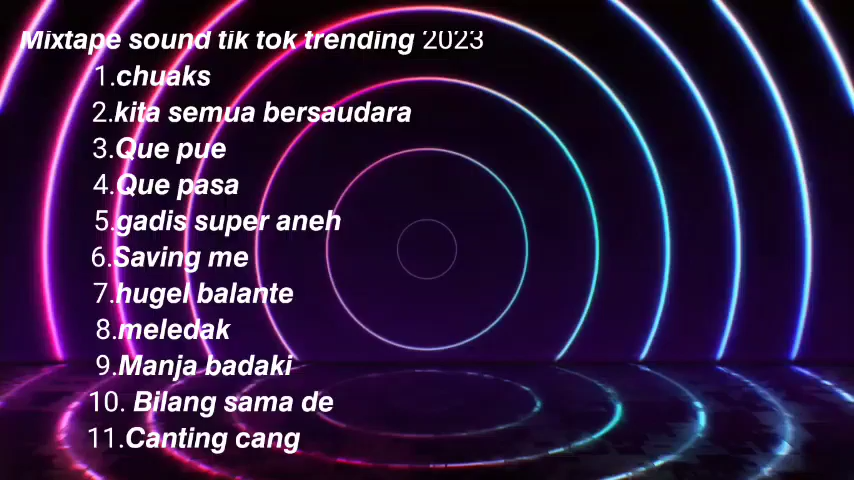 Mixtape sound tik tok trending 2023
1.chuaks
2.kita semua bersaudara
3.Que pue
4.Que pasa
5.gadis super aneh
6.Saving me
7.hugel balante
8.meledak
9.Manja badaki
10. Bilang sama de
11.Canting cang